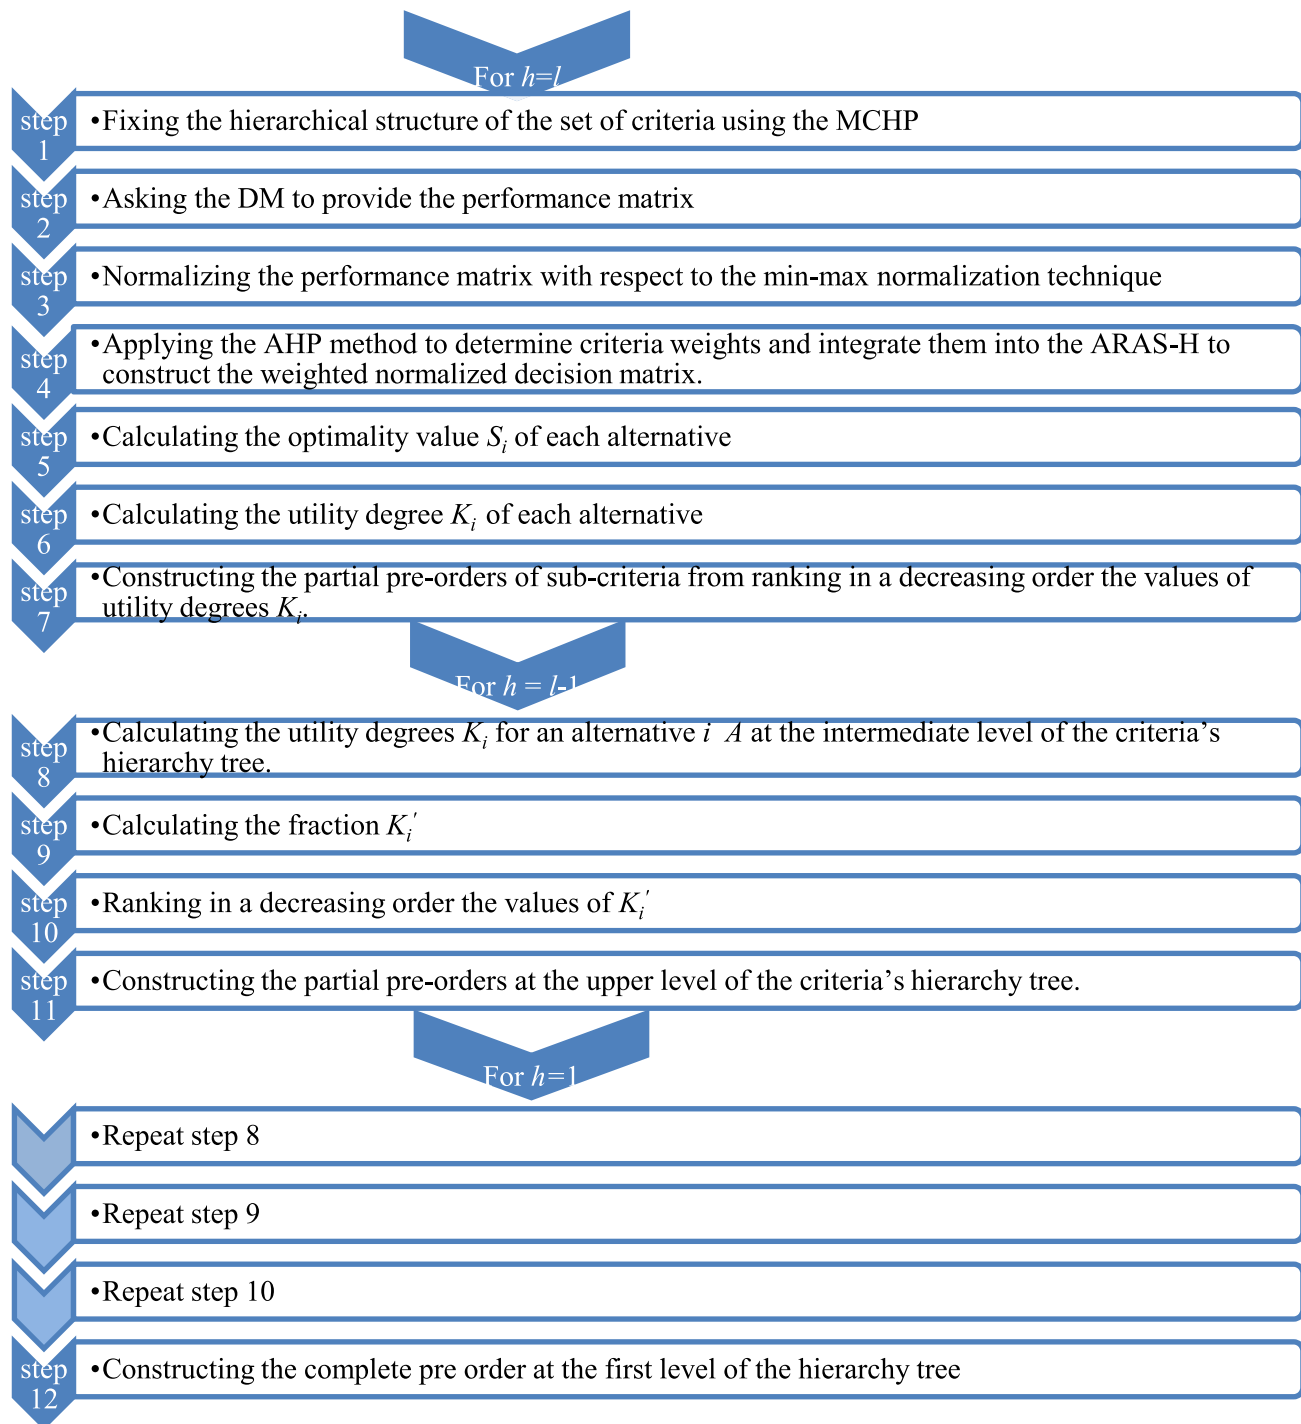 For h=l
step 1
•Fixing the hierarchical structure of the set of criteria using the MCHP
step 2
•Asking the DM to provide the performance matrix
step 3
•Normalizing the performance matrix with respect to the min-max normalization technique
step 4
•Applying the AHP method to determine criteria weights and integrate them into the ARAS-H to
construct the weighted normalized decision matrix.
step 5
•Calculating the optimality value Si of each alternative
step 6
•Calculating the utility degree Ki of each alternative
step 7
•Constructing the partial pre-orders of sub-criteria from ranking in a decreasing order the values of
utility degrees Ki.
For h = l-1
step 8
•Calculating the utility degrees Ki for an alternative i A at the intermediate level of the criteria’s
hierarchy tree.
step 9
•Calculating the fraction Ki'
step 10
•Ranking in a decreasing order the values of Ki'
step 11
•Constructing the partial pre-orders at the upper level of the criteria’s hierarchy tree.
For h=1
•Repeat step 8
•Repeat step 9
•Repeat step 10
step 12
•Constructing the complete pre order at the first level of the hierarchy tree